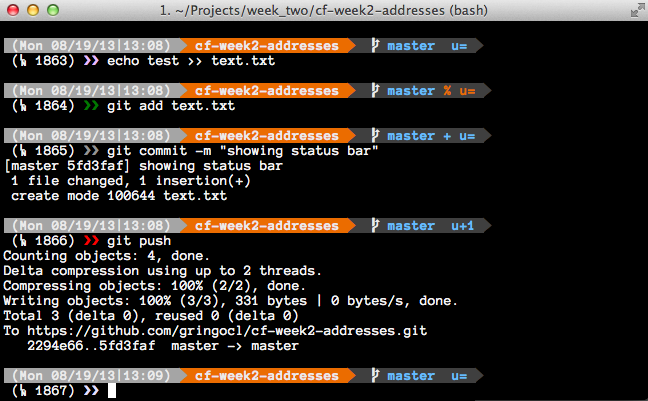 1. ~/Projects/week_two/cf-week2-addresses (bash)
(Mon 08/19/13|13:08) cf-week2-addresses master u=
(1863) ❯❯ echo test >> text.txt
(Mon 08/19/13|13:08) cf-week2-addresses master % u=
(1864) ❯❯ git add text.txt
(Mon 08/19/13|13:08) cf-week2-addresses master + u=
(1865) ❯❯ git commit -m "showing status bar"
[master 5fd3faf] showing status bar
1 file changed, 1 insertion(+)
create mode 100644 text.txt
(Mon 08/19/13|13:08) cf-week2-addresses master u+1
(1866) ❯❯ git push
Counting objects: 4, done.
Delta compression using up to 2 threads.
Compressing objects: 100% (2/2), done.
Writing objects: 100% (3/3), 331 bytes | 0 bytes/s, done.
Total 3 (delta 0), reused 0 (delta 0)
To https://github.com/gringocl/cf-week2-addresses.git
2294e66..5fd3faf master -> master
(Mon 08/19/13|13:09) cf-week2-addresses master u=
(1867) ❯❯